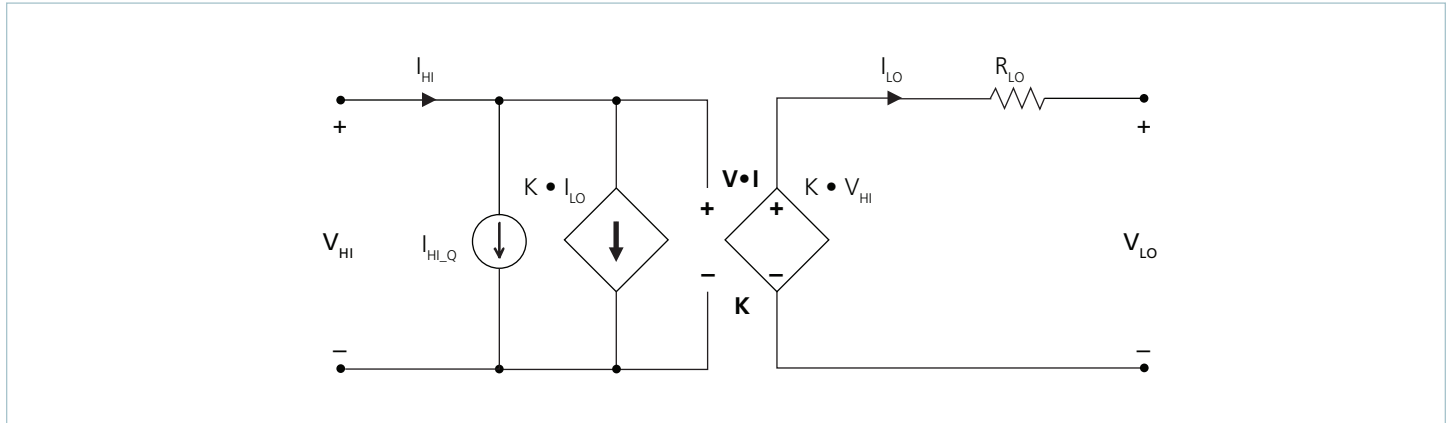 I_HI
I_LO
R_LO
+
+
K • I_LO
V•I
K • V_HI
+
+
V_HI
I_HI_Q
V_LO
–
–
K
–
–